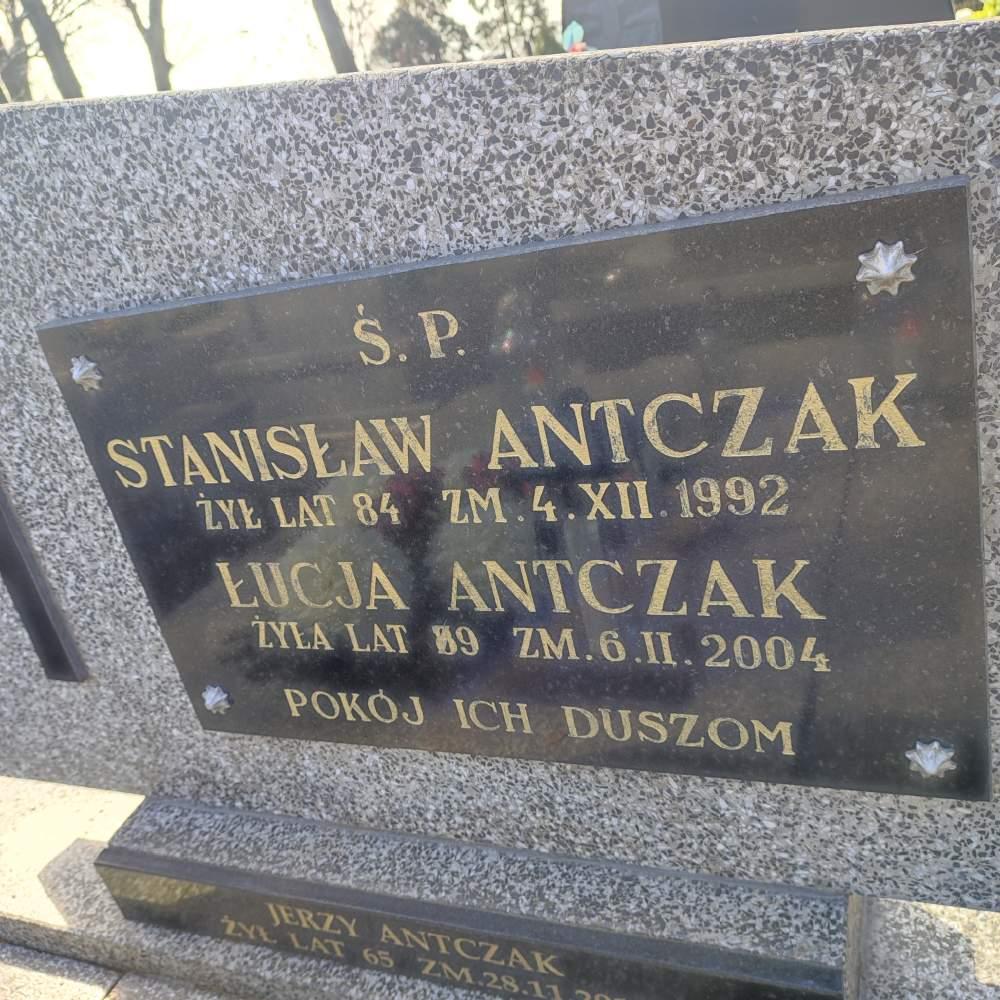 Ś. P.
STANISŁAW ANTCZAK
ŻYŁ LAT 84 ZM. 4. XII. 1992
ŁUCJA ANTCZAK
ŻYŁA LAT 89 ZM. 6. II. 2004
POKÓJ ICH DUSZOM
JERZY ANTCZAK
ŻYŁ LAT 65 ZM. 28.11.